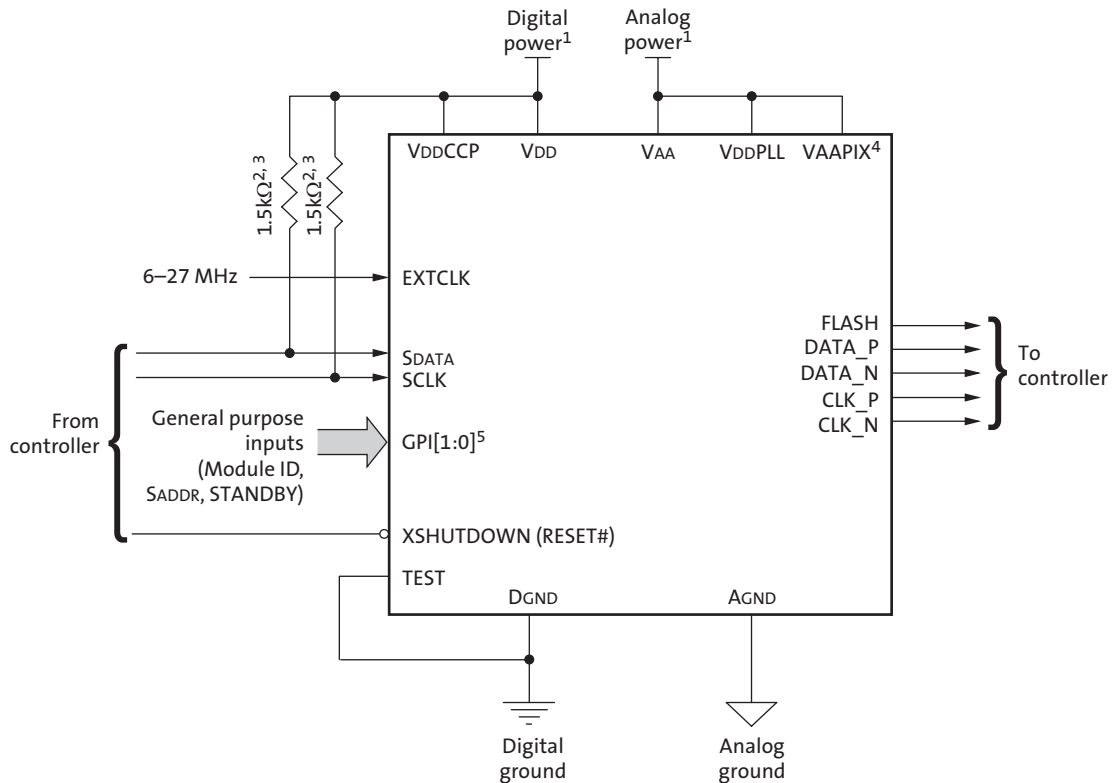 Digital
power1
Analog
power1
VDDCCP
VDD
VAA
VDDPLL
VAAPIX4
1.5kΩ2, 3
1.5kΩ2, 3
6–27 MHz
EXTCLK
FLASH
DATA_P
DATA_N
CLK_P
CLK_N
To
controller
SDATA
SCLK
From
controller
General purpose
inputs
(Module ID,
SADDR, STANDBY)
GPI[1:0]5
XSHUTDOWN (RESET#)
TEST
DGND
AGND
Digital
ground
Analog
ground